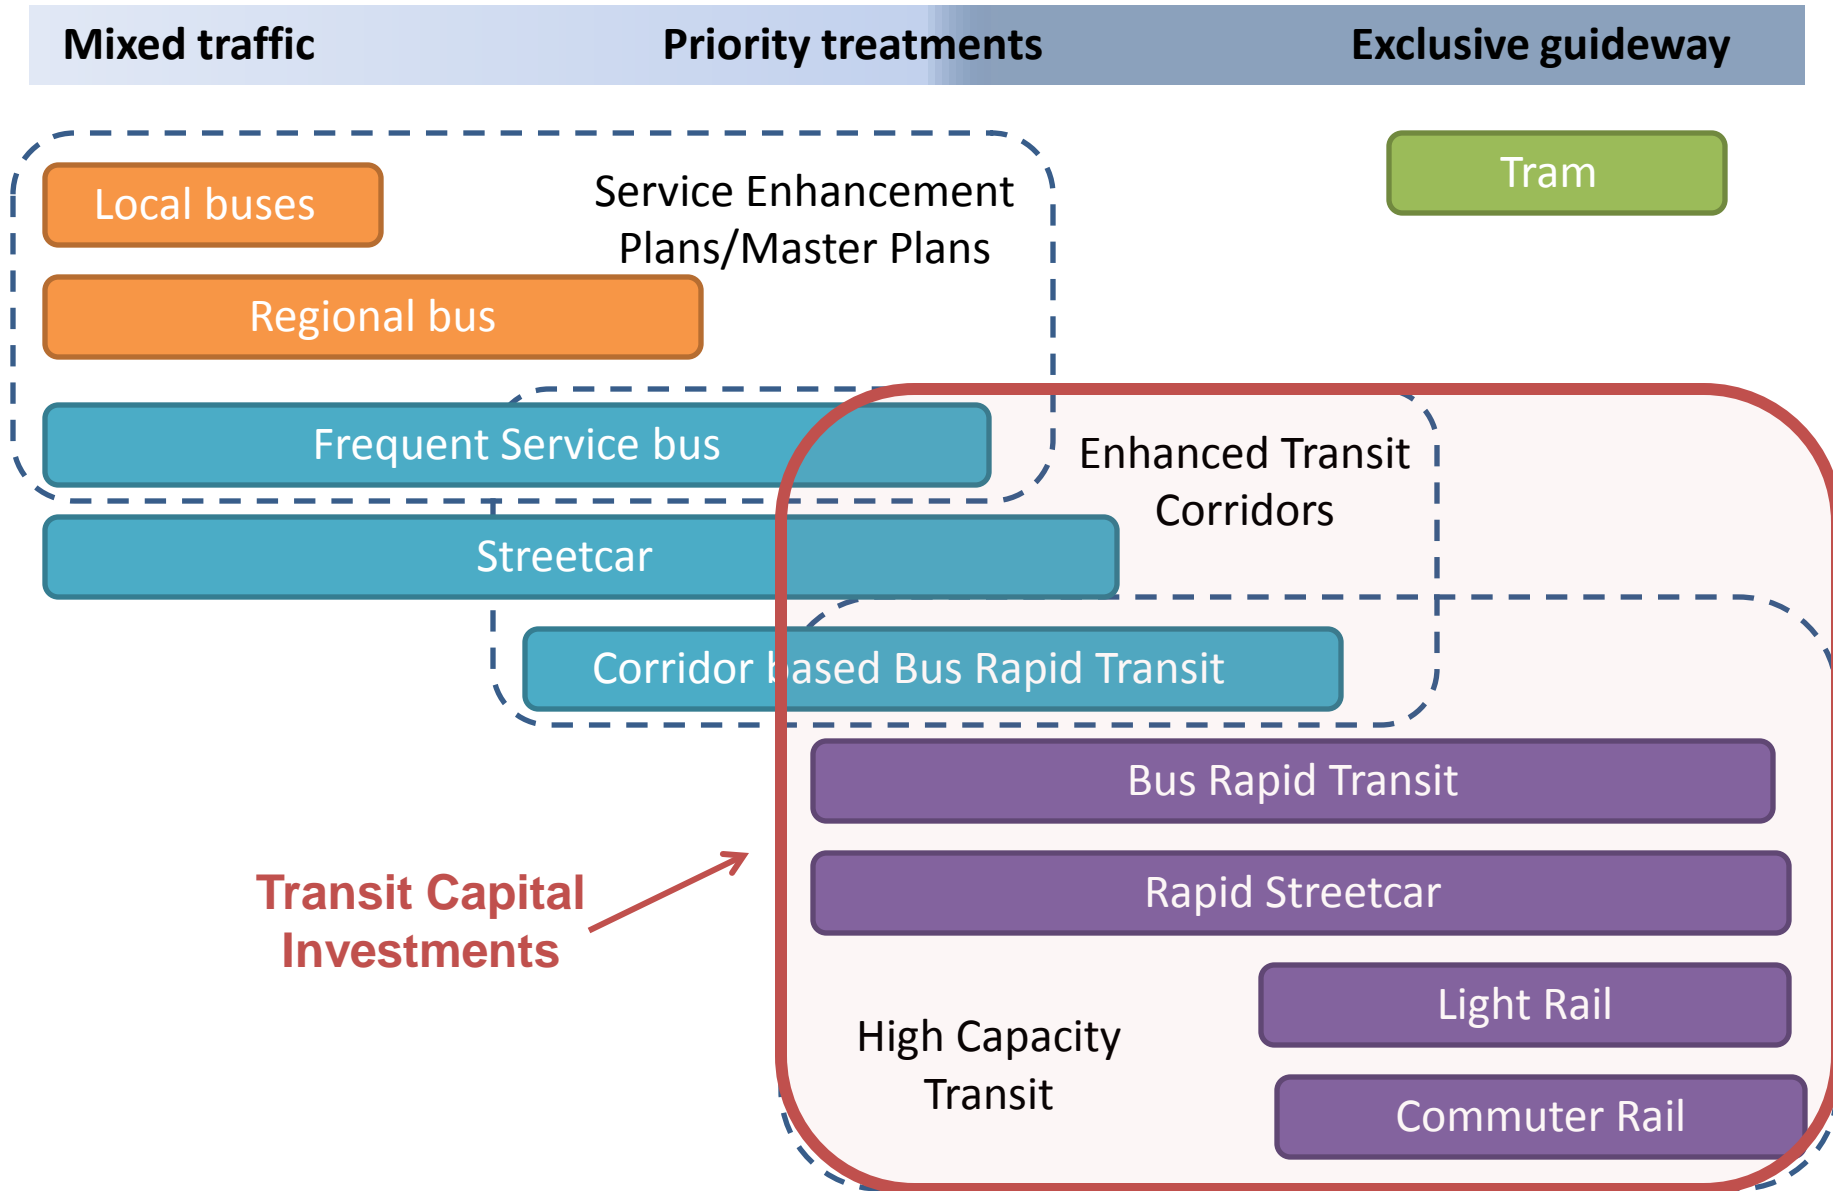 Mixed traffic
Priority treatments
Exclusive guideway
Local buses
Service Enhancement
Plans/Master Plans
Tram
Regional bus
Frequent Service bus
Enhanced Transit
Corridors
Streetcar
Corridor based Bus Rapid Transit
Bus Rapid Transit
Transit Capital
Investments
Rapid Streetcar
Light Rail
High Capacity
Transit
Commuter Rail